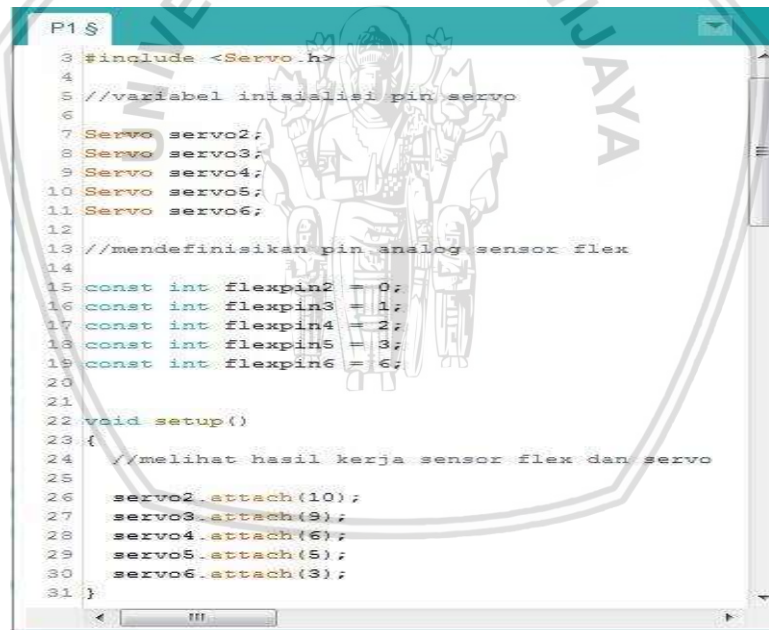 P1 §
3 #include <Servo.h>
4
5 //variabel inisialisi pin servo
6
7 Servo servo2;
8 Servo servo3;
9 Servo servo4;
10 Servo servo5;
11 Servo servo6;
12
13 //mendefinisikan pin analog sensor flex
14
15 const int flexpin2 = 0;
16 const int flexpin3 = 1;
17 const int flexpin4 = 2;
18 const int flexpin5 = 3;
19 const int flexpin6 = 6;
20
21
22 void setup()
23 {
24 //melihat hasil kerja sensor flex dan servo
25
26 servo2.attach(10);
27 servo3.attach(9);
28 servo4.attach(6);
29 servo5.attach(5);
30 servo6.attach(3);
31 }